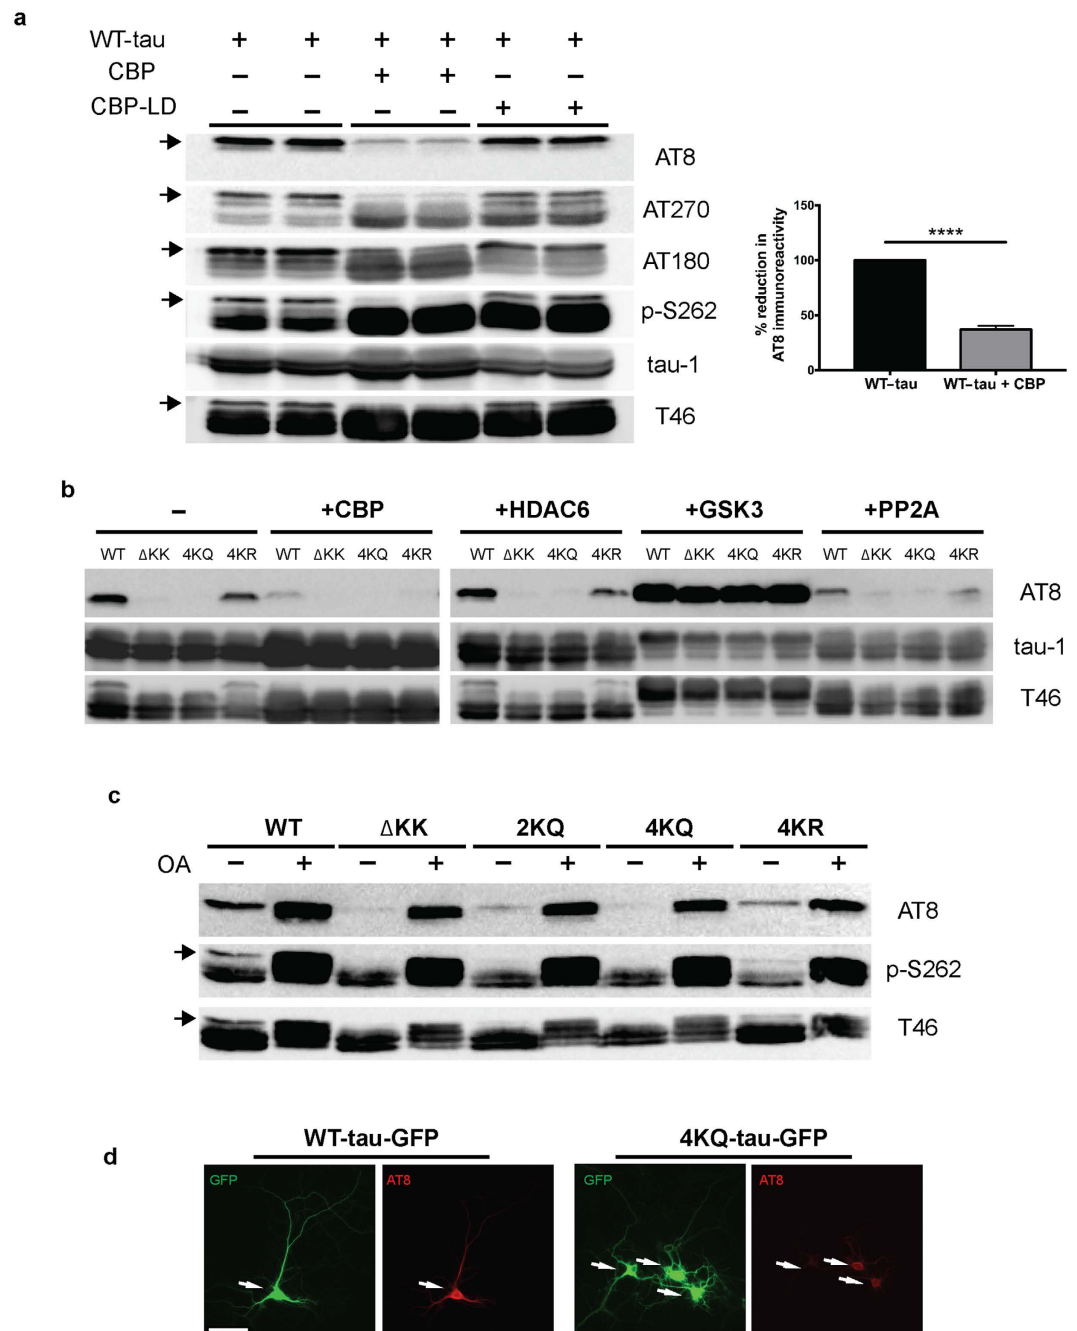 a
WT-tau + + + + + +
CBP – – + + – –
CBP-LD – – – – + +
AT8
AT270
AT180
p-S262
tau-1
T46
% reduction in
AT8 immunoreactivity
150
100
50
0
****
WT-tau WT-tau + CBP
b
– +CBP +HDAC6 +GSK3 +PP2A
WT ΔKK 4KQ 4KR WT ΔKK 4KQ 4KR WT ΔKK 4KQ 4KR WT ΔKK 4KQ 4KR WT ΔKK 4KQ 4KR
AT8
tau-1
T46
c
WT ΔKK 2KQ 4KQ 4KR
OA – + – + – + – + – +
AT8
p-S262
T46
d
WT-tau-GFP 4KQ-tau-GFP
GFP AT8 GFP AT8